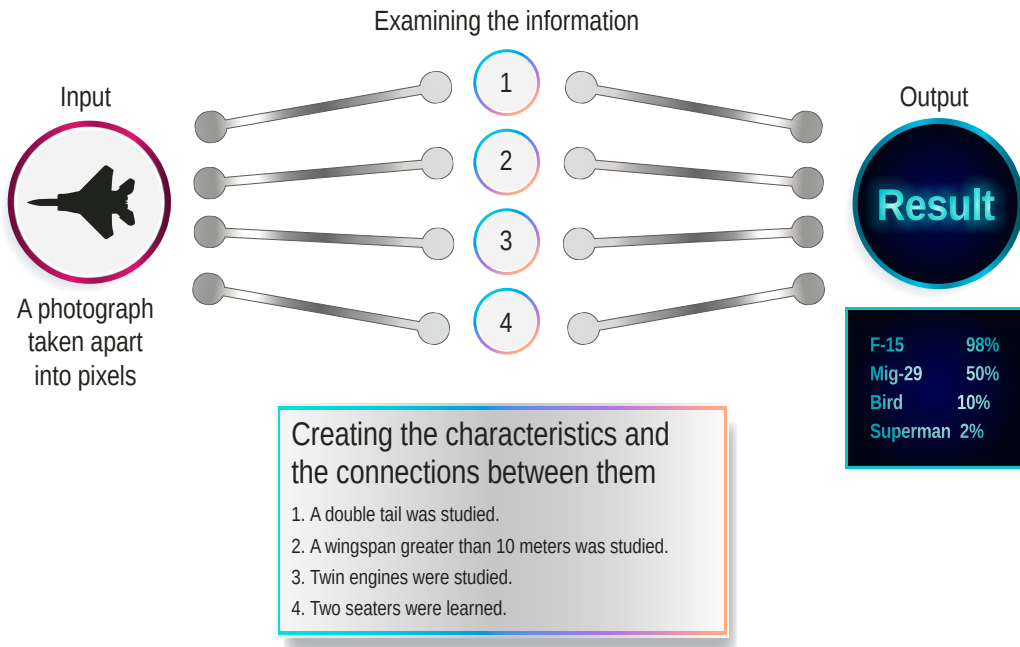 Examining the information
Input
1
2
3
4
Output
Result
A photograph
taken apart
into pixels
F-15 98%
Mig-29 50%
Bird 10%
Superman 2%
Creating the characteristics and
the connections between them
1. A double tail was studied.
2. A wingspan greater than 10 meters was studied.
3. Twin engines were studied.
4. Two seaters were learned.